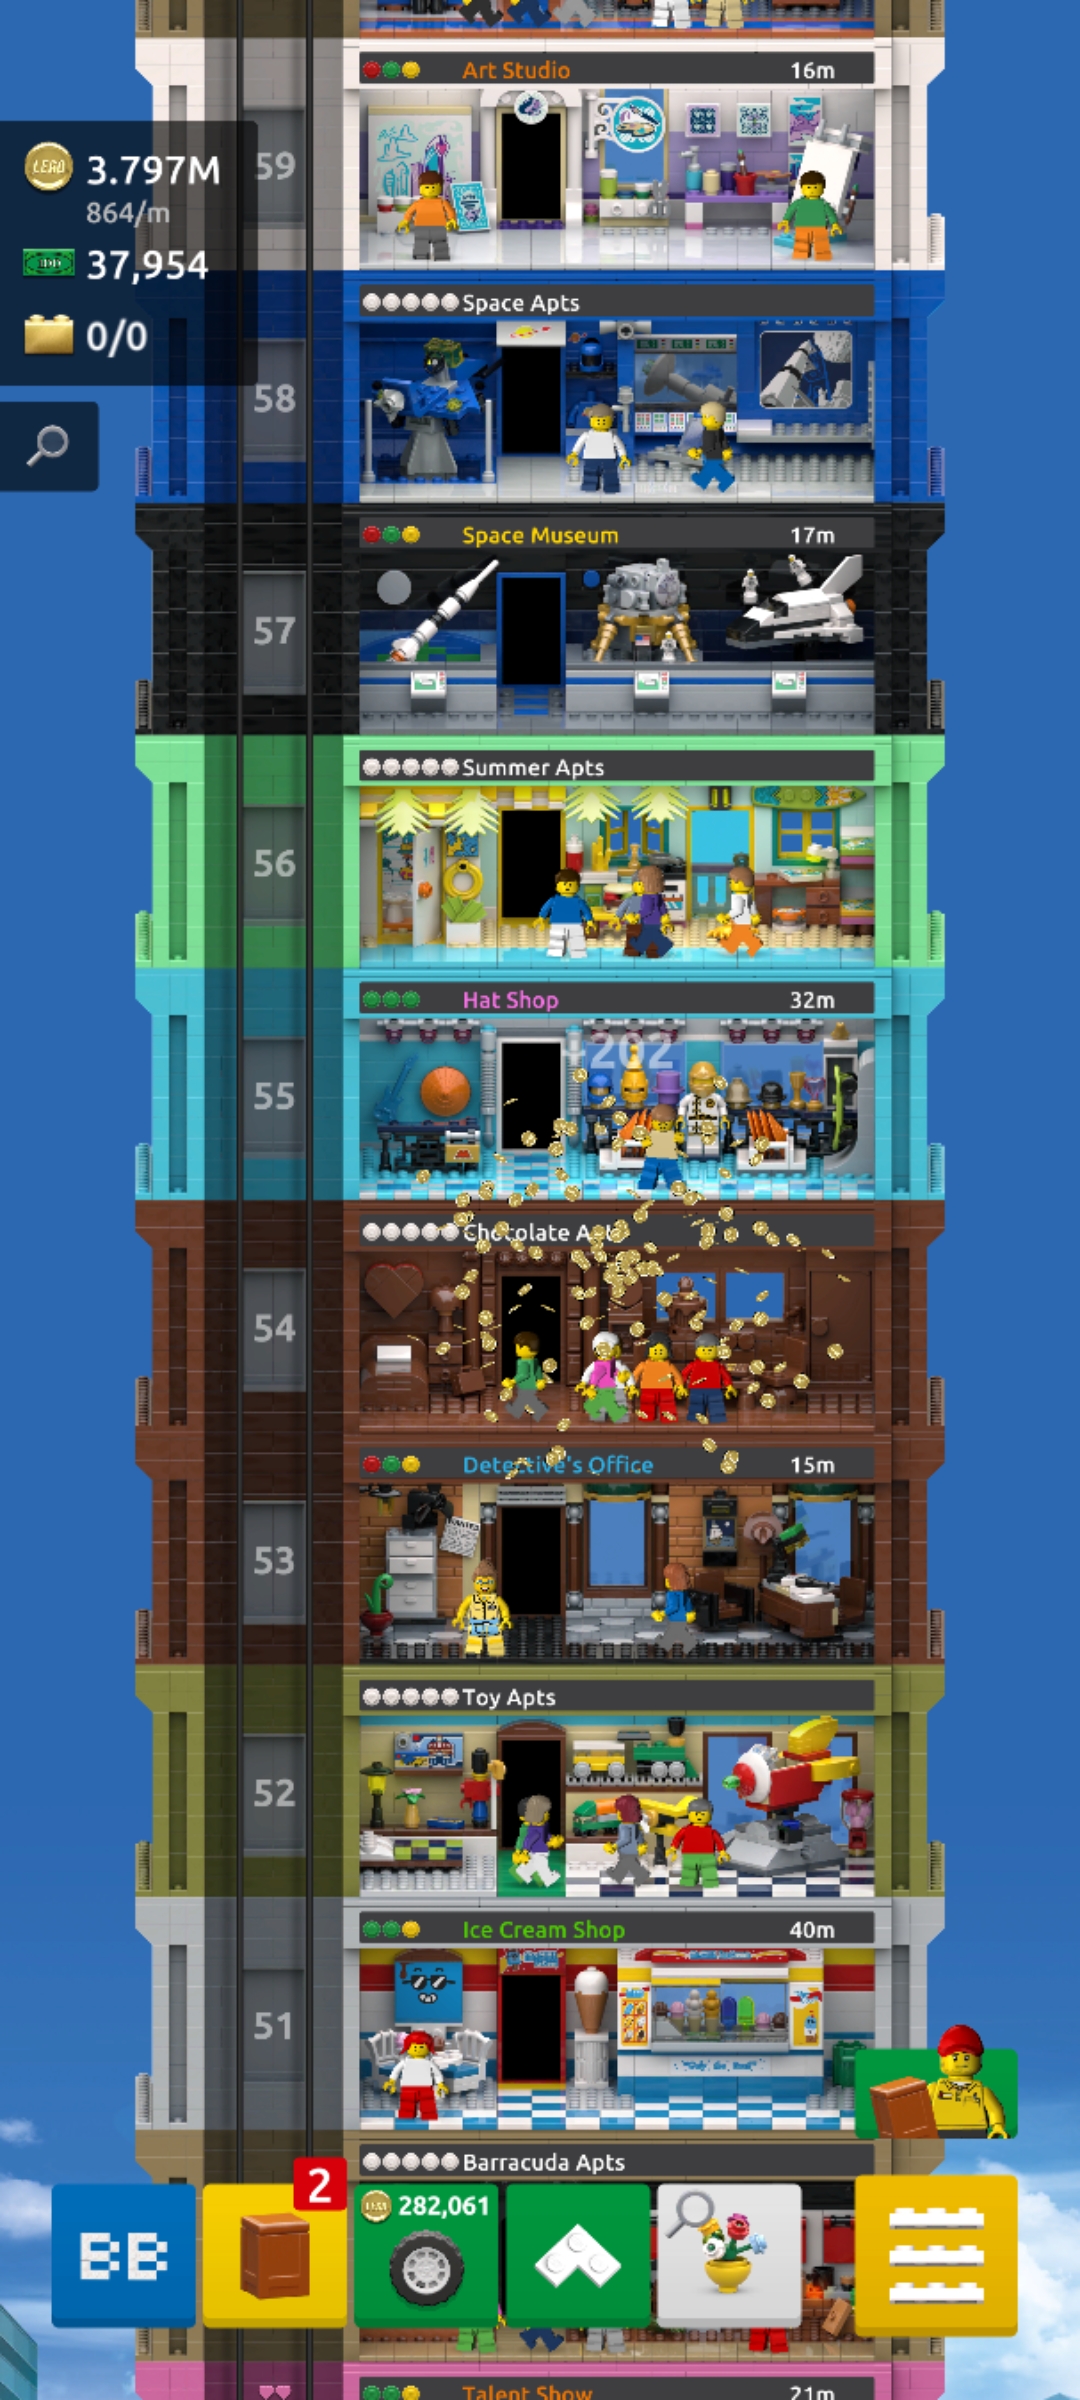 Art Studio 16m
59
3.797M
864/m
37,954
0/0
Space Apts
58
Space Museum 17m
57
Summer Apts
56
Hat Shop 32m
+202
55
Chocolate Apts
54
Detective's Office 15m
53
Toy Apts
52
Ice Cream Shop 40m
51
Barracuda Apts
2
BB
282,061
Talent Show 21m